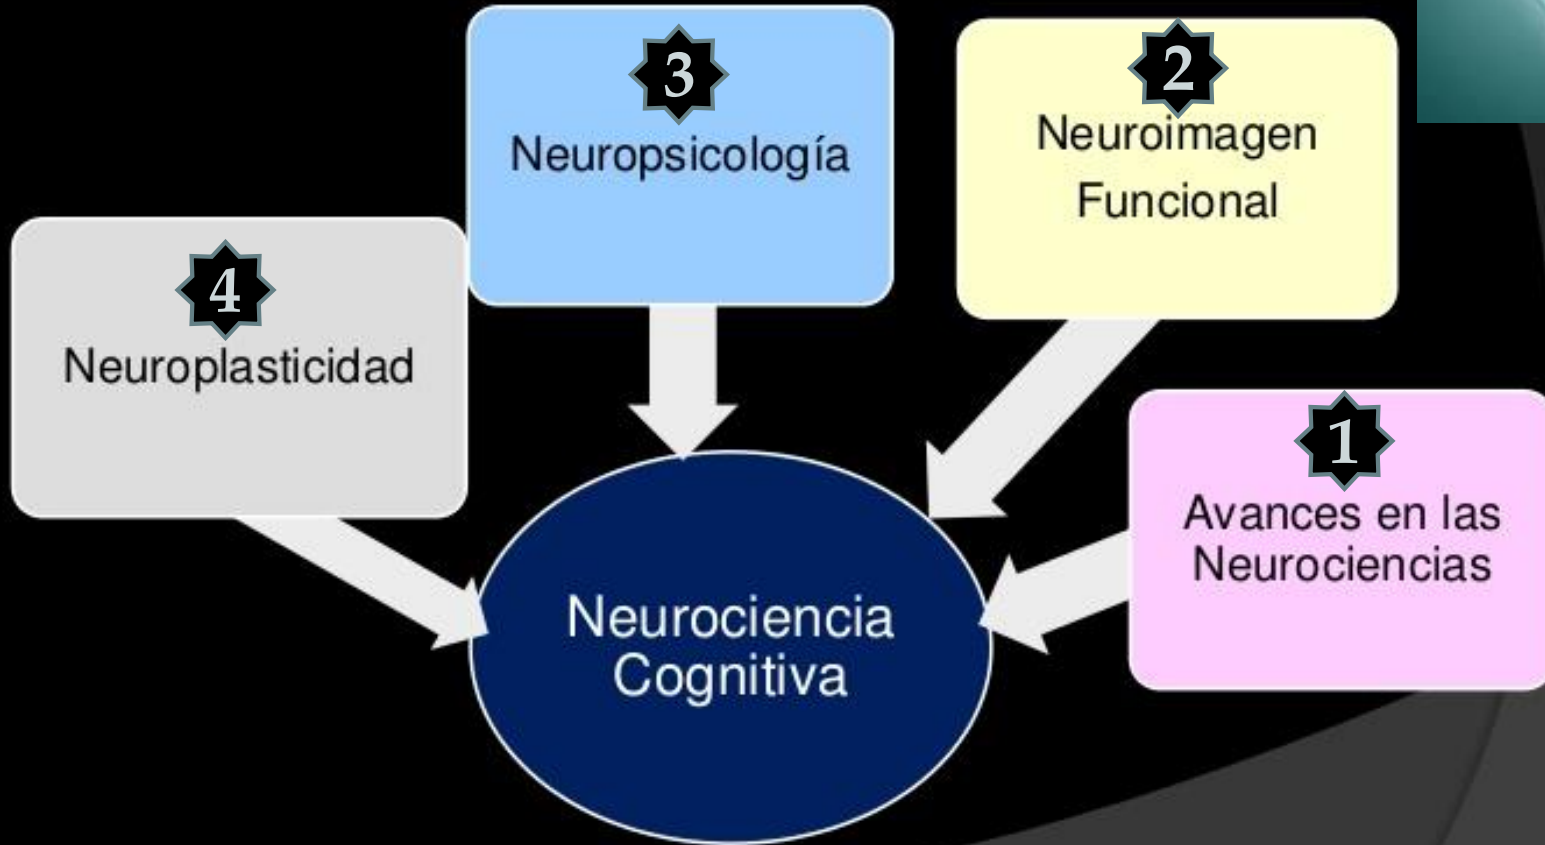 3
Neuropsicología
2
Neuroimagen
Funcional
4
Neuroplasticidad
1
Avances en las
Neurociencias
Neurociencia
Cognitiva